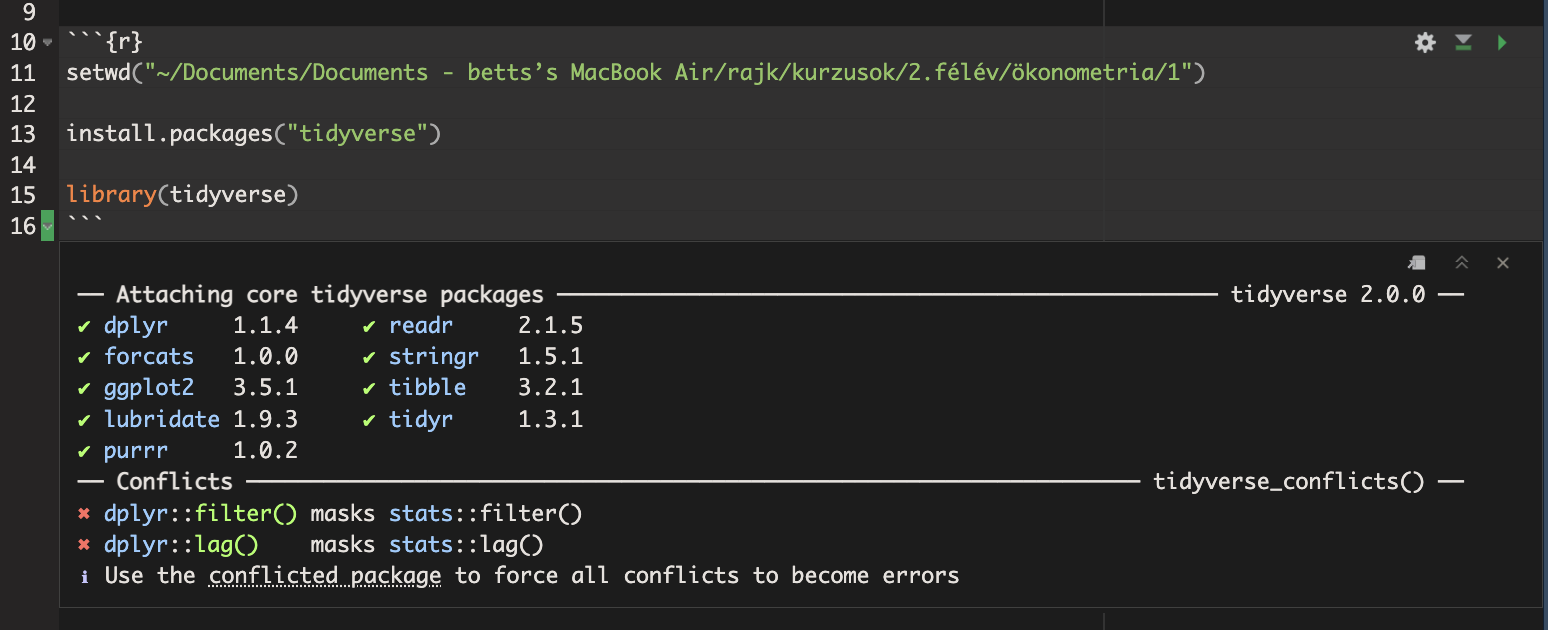 9
10 ```{r}
11 setwd("~/Documents/Documents - betts’s MacBook Air/rajk/kurzusok/2.félév/ökonometria/1")
12
13 install.packages("tidyverse")
14
15 library(tidyverse)
16 ```
── Attaching core tidyverse packages ──────────────────────── tidyverse 2.0.0 ──
✔ dplyr     1.1.4     ✔ readr     2.1.5
✔ forcats   1.0.0     ✔ stringr   1.5.1
✔ ggplot2   3.5.1     ✔ tibble    3.2.1
✔ lubridate 1.9.3     ✔ tidyr     1.3.1
✔ purrr     1.0.2
── Conflicts ────────────────────────────────────────── tidyverse_conflicts() ──
✖ dplyr::filter() masks stats::filter()
✖ dplyr::lag()    masks stats::lag()
ℹ Use the conflicted package to force all conflicts to become errors